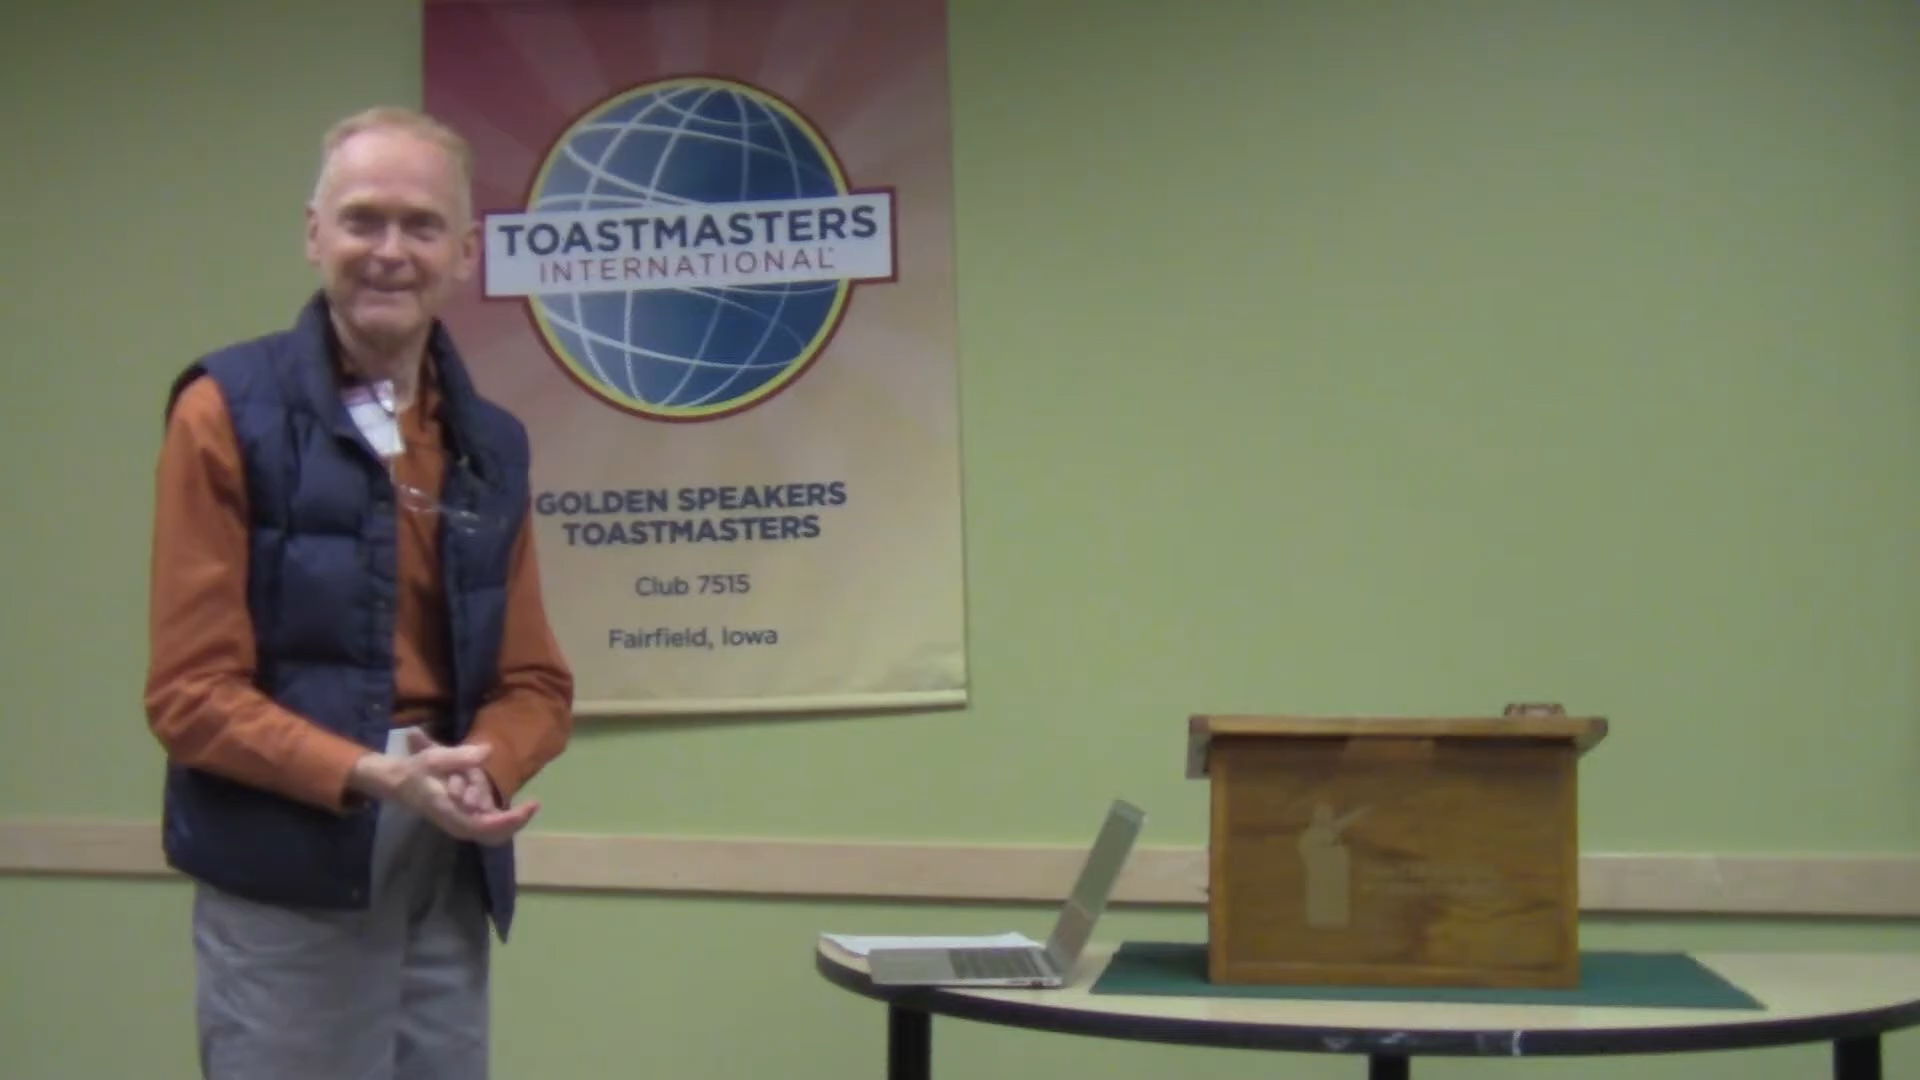 TOASTMASTERS
INTERNATIONAL
GOLDEN SPEAKERS
TOASTMASTERS
Club 7515
Fairfield, Iowa